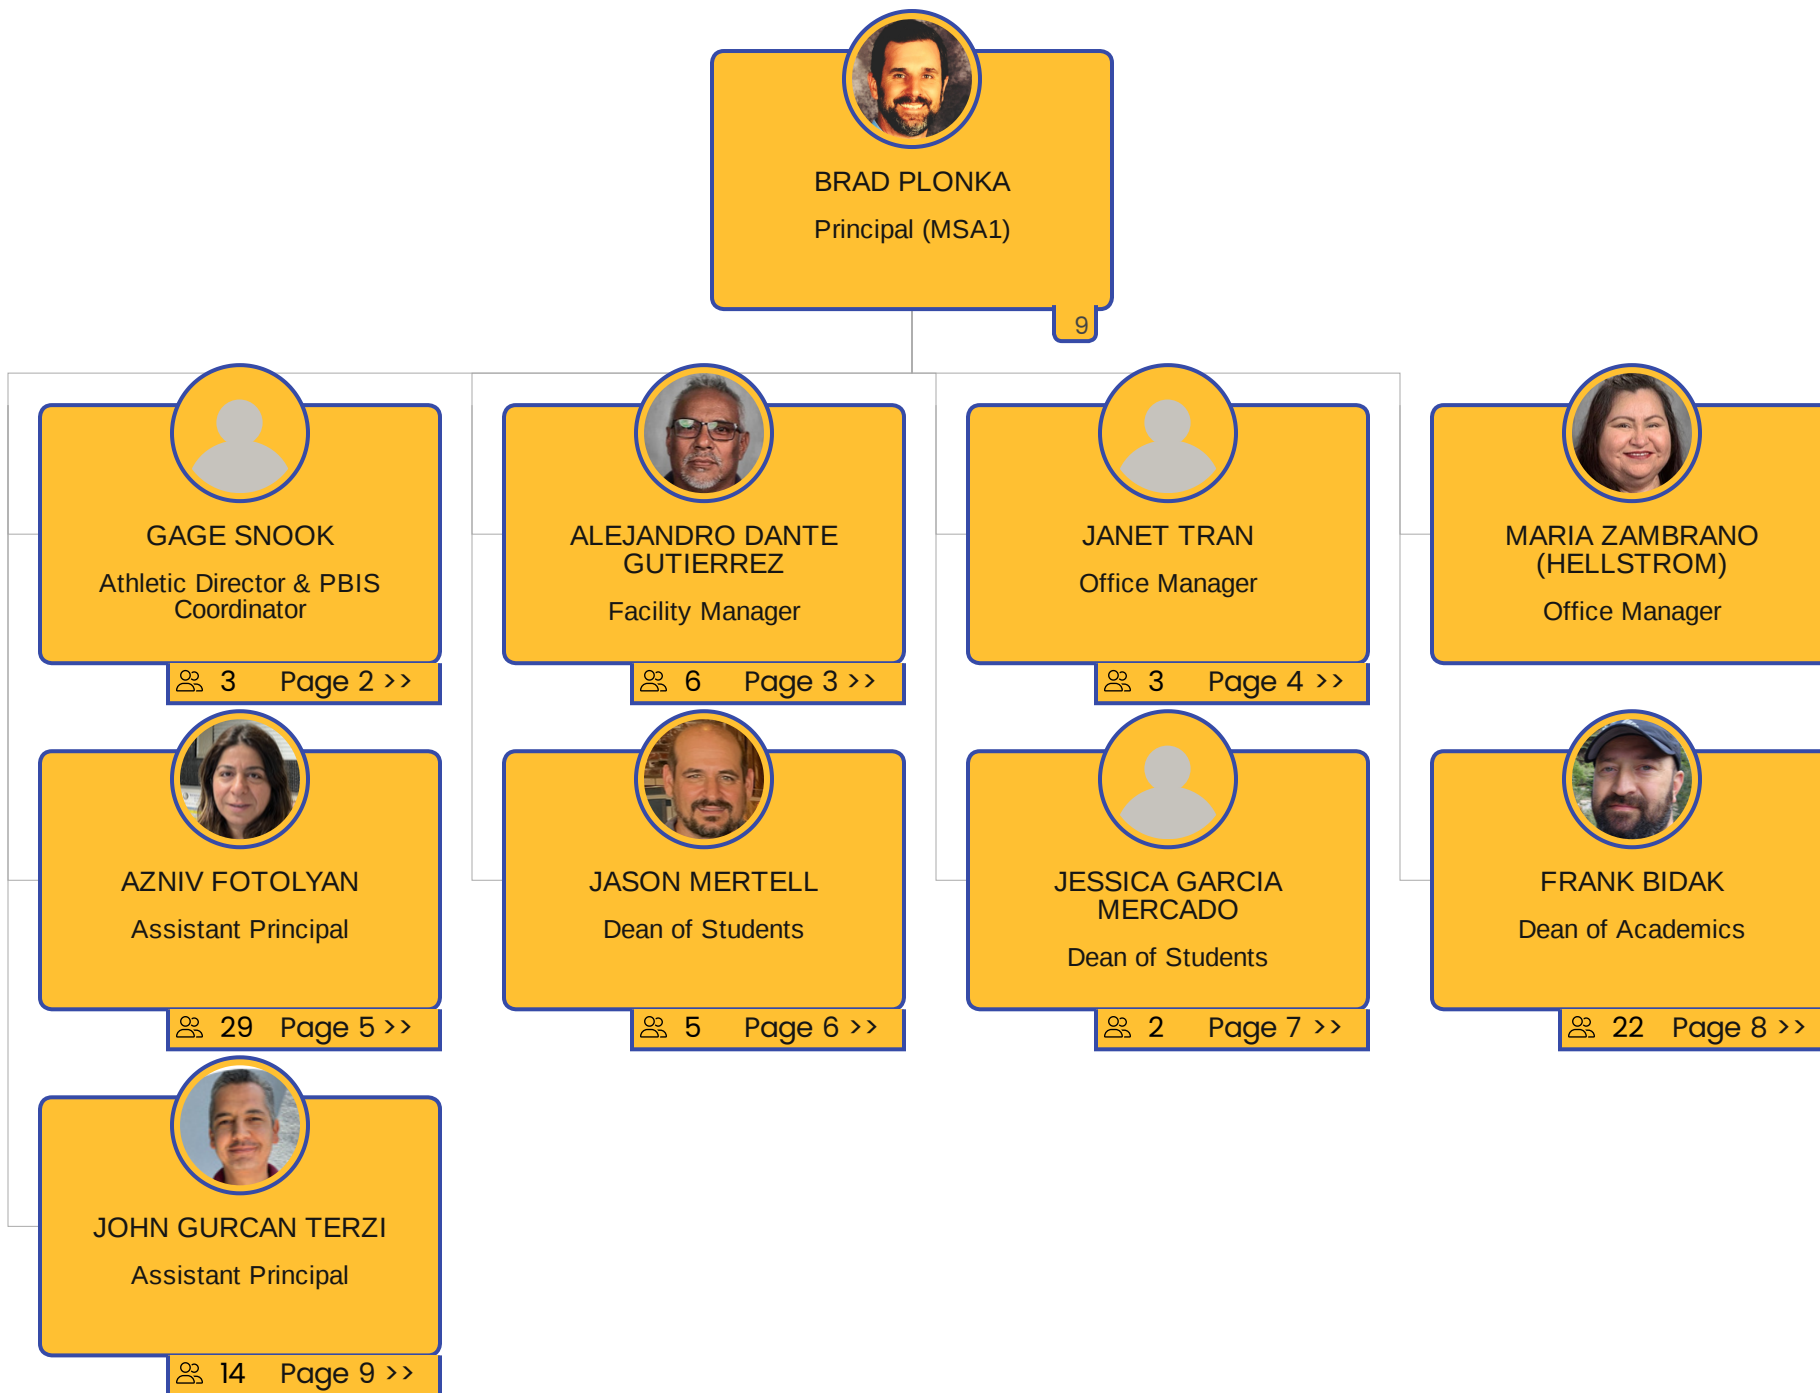 BRAD PLONKA
Principal (MSA1)
9
GAGE SNOOK
Athletic Director & PBIS
Coordinator
3 Page 2 >>
ALEJANDRO DANTE
GUTIERREZ
Facility Manager
6 Page 3 >>
JANET TRAN
Office Manager
3 Page 4 >>
MARIA ZAMBRANO
(HELLSTROM)
Office Manager
AZNIV FOTOLYAN
Assistant Principal
29 Page 5 >>
JASON MERTELL
Dean of Students
5 Page 6 >>
JESSICA GARCIA
MERCADO
Dean of Students
2 Page 7 >>
FRANK BIDAK
Dean of Academics
22 Page 8 >>
JOHN GURCAN TERZI
Assistant Principal
14 Page 9 >>